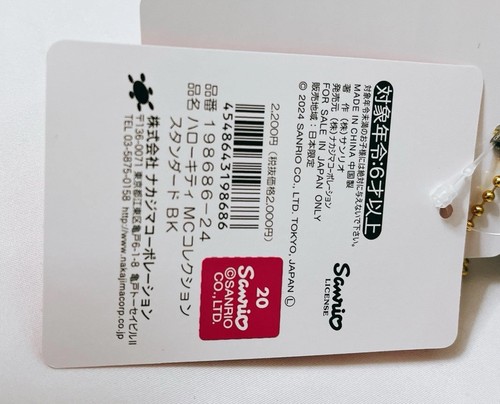 対象年令・6才以上
対象年令未満のお子様には絶対に与えないで下さい。
MADE IN CHINA 中国製
著 作 (株)サンリオ
発売元 (株)ナカジマコーポレーション
FOR SALE IN JAPAN ONLY
販売地域：日本限定
© 2024 SANRIO CO., LTD. TOKYO, JAPAN Ⓛ
Sanrio
LICENSE
2,200円 (税抜価格2,000円)
4548643198686
品番 198686-24
品名 ハローキティ MCコレクション
スタンダード BK
20
Sanrio
©SANRIO
CO., LTD.
株式会社 ナカジマコーポレーション
〒136-0071 東京都江東区亀戸6-1-8 亀戸トーセイビルⅡ
TEL 03-5875-0158 http://www.nakajimacorp.co.jp